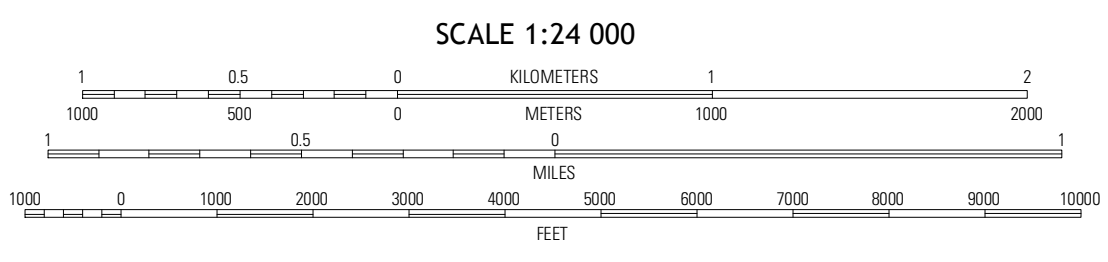 SCALE 1:24 000
1 0.5 0 KILOMETERS 1 2
1000 500 0 METERS 1000 2000
1 0.5 0 1
MILES
1000 0 1000 2000 3000 4000 5000 6000 7000 8000 9000 10000
FEET